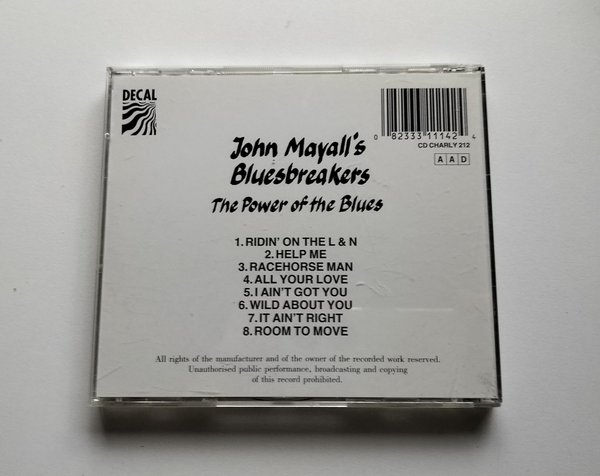 DECAL
0 82333 11142 4
CD CHARLY 212
A A D
John Mayall's
Bluesbreakers
The Power of the Blues
1. RIDIN' ON THE L & N
2. HELP ME
3. RACEHORSE MAN
4. ALL YOUR LOVE
5. I AIN'T GOT YOU
6. WILD ABOUT YOU
7. IT AIN'T RIGHT
8. ROOM TO MOVE
All rights of the manufacturer and of the owner of the recorded work reserved.
Unauthorised public performance, broadcasting and copying
of this record prohibited.